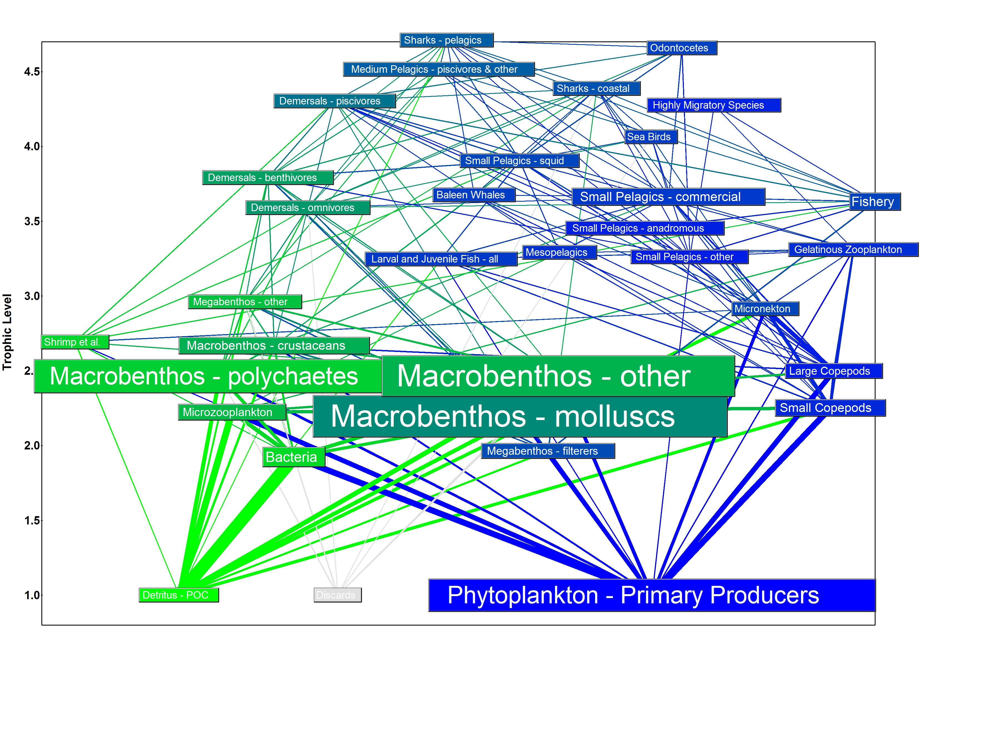 Sharks - pelagics
Odontocetes
4.5
Medium Pelagics - piscivores & other
Sharks - coastal
Demersals - piscivores
Highly Migratory Species
Sea Birds
4.0
Small Pelagics - squid
Demersals - benthivores
Baleen Whales
Small Pelagics - commercial
Fishery
Demersals - omnivores
3.5
Small Pelagics - anadromous
Mesopelagics
Gelatinous Zooplankton
Larval and Juvenile Fish - all
Small Pelagics - other
3.0
Megabenthos - other
Micronekton
Trophic Level
Shrimp et al.
Macrobenthos - crustaceans
2.
Macrobenthos - polychaetes
Macrobenthos - other
Large Copepods
Microzooplankton
Macrobenthos - molluscs
Small Copepods
2.0
Megabenthos - filterers
Bacteria
1.5
1.0
Detritus - POC
Discards
Phytoplankton - Primary Producers